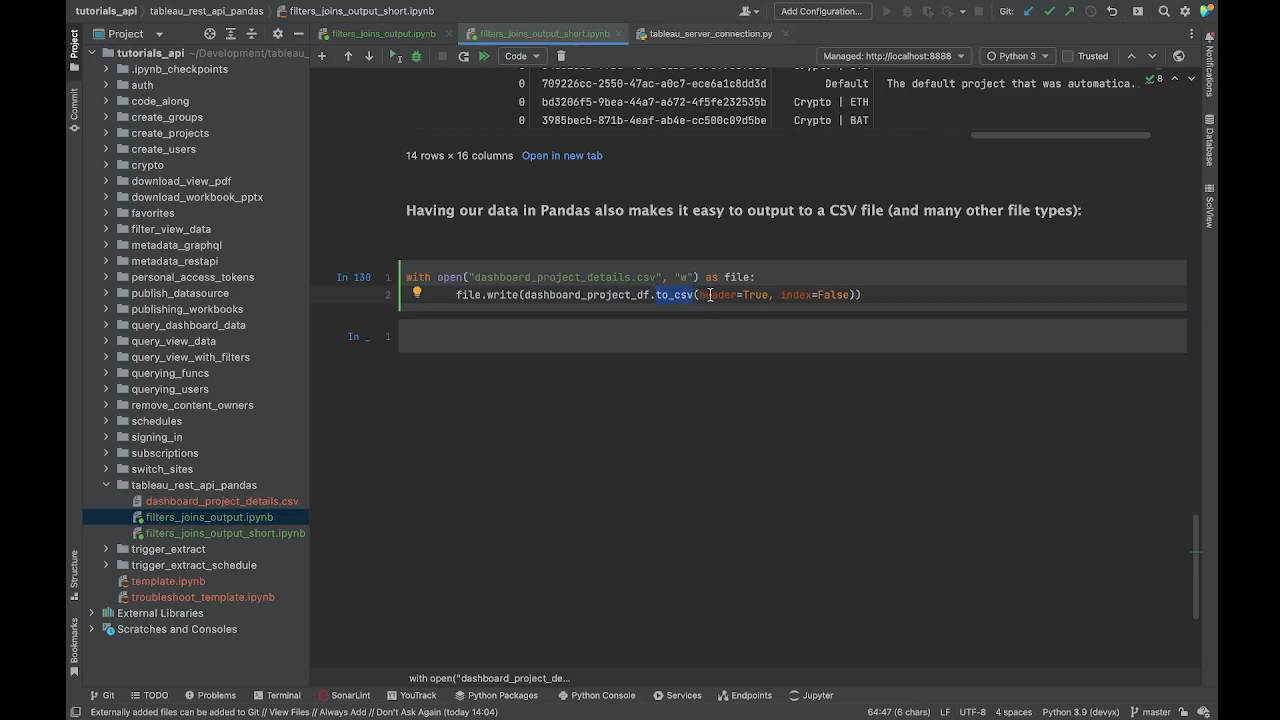 tutorials_api › tableau_rest_api_pandas › filters_joins_output_short.ipynb
Add Configuration...
Git:
Project
filters_joins_output.ipynb
filters_joins_output_short.ipynb
tableau_server_connection.py
Code
Managed: http://localhost:8888
Python 3
Trusted
8
tutorials_api ~/Development/tableau_
.ipynb_checkpoints
auth
code_along
create_groups
create_projects
create_users
crypto
download_view_pdf
download_workbook_pptx
favorites
filter_view_data
metadata_graphql
metadata_restapi
personal_access_tokens
publish_datasource
publishing_workbooks
query_dashboard_data
query_view_data
query_view_with_filters
querying_funcs
querying_users
remove_content_owners
schedules
signing_in
subscriptions
switch_sites
tableau_rest_api_pandas
dashboard_project_details.csv
filters_joins_output.ipynb
filters_joins_output_short.ipynb
trigger_extract
trigger_extract_schedule
template.ipynb
troubleshoot_template.ipynb
External Libraries
Scratches and Consoles
0 709226cc-2550-47ac-a0c7-ece6a1c8dd3d Default The default project that was automatica...
0 bd3206f5-9bea-44a7-a672-4f5fe232535b Crypto | ETH
0 3985becb-871b-4eaf-ab4e-cc500c09d5be Crypto | BAT
14 rows × 16 columns Open in new tab
Having our data in Pandas also makes it easy to output to a CSV file (and many other file types):
In 130 1 with open("dashboard_project_details.csv", "w") as file:
2 file.write(dashboard_project_df.to_csv(header=True, index=False))
In _ 1
with open("dashboard_project_de...
Project
Commit
Structure
Bookmarks
Notifications
Database
SciView
Git TODO Problems Terminal SonarLint YouTrack Python Packages Python Console Services Endpoints Jupyter
Externally added files can be added to Git // View Files // Always Add // Don't Ask Again (today 14:04) 64:47 (6 chars) LF UTF-8 4 spaces Python 3.9 (devyx) master